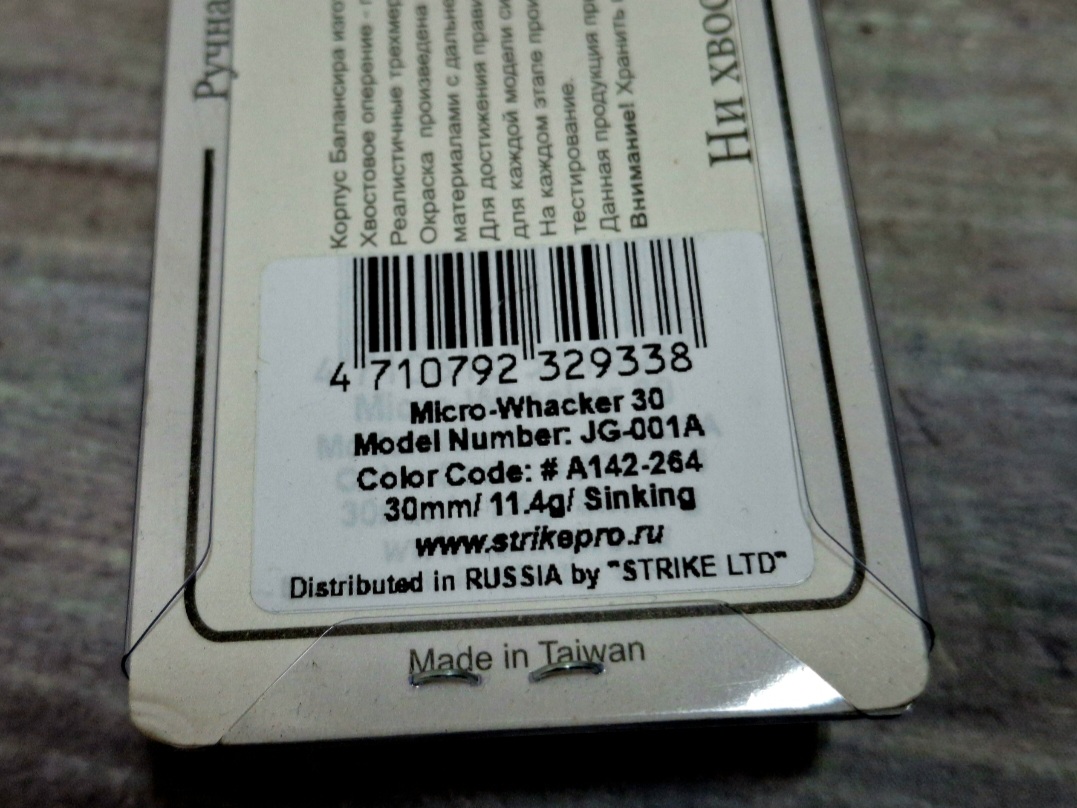 Ручна
Корпус Балансира изго
Хвостовое оперение -
Реалистичные трехмер
Окраска произведена
материалами с дальне
Для достижения прави
для каждой модели си
На каждом этапе прои
тестирование.
Данная продукция пр
Внимание! Хранить
Ни хвос
4 710792 329338
Micro-Whacker 30
Model Number: JG-001A
Color Code: # A142-264
30mm/ 11.4g/ Sinking
www.strikepro.ru
Distributed in RUSSIA by "STRIKE LTD"
Made in Taiwan